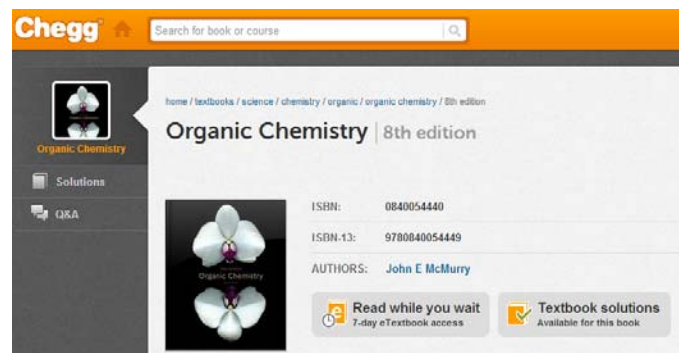 Chegg
Search for book or course
home / textbooks / science / chemistry / organic / organic chemistry / 8th edition
Organic Chemistry | 8th edition
Organic Chemistry
Solutions
Q&A
ISBN: 0840054440
ISBN-13: 9780840054449
AUTHORS: John E McMurry
Organic Chemistry
Read while you wait
7-day eTextbook access
Textbook solutions
Available for this book